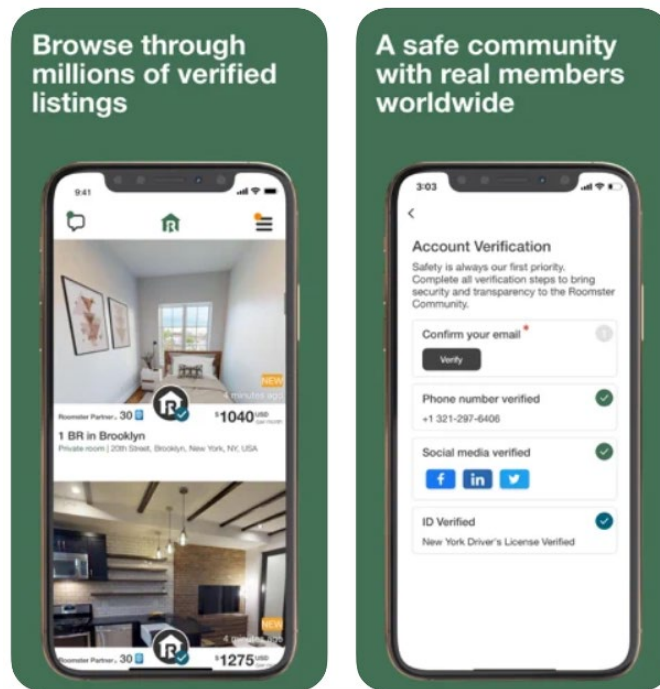 Browse through
millions of verified
listings
9:41
NEW
4 minutes ago
Roomster Partner, 30
$1040 USD
per month
1 BR in Brooklyn
Private room | 20th Street, Brooklyn, New York, NY, USA
NEW
4 minutes ago
Roomster Partner, 30
$1275 USD
A safe community
with real members
worldwide
3:03
Account Verification
Safety is always our first priority.
Complete all verification steps to bring
security and transparency to the Roomster
Community.
Confirm your email *
Verify
Phone number verified
+1 321-297-6406
Social media verified
f in
ID Verified
New York Driver's License Verified